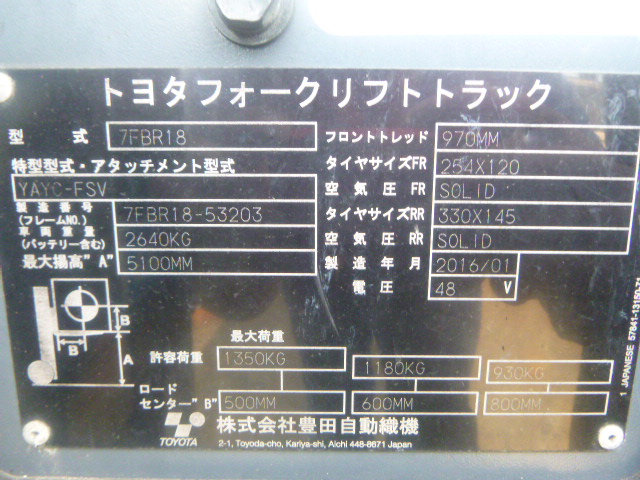 トヨタフォークリフトトラック
型式 7FBR18 フロントトレッド 970MM
特型型式・アタッチメント型式 タイヤサイズFR 254X120
YAYC-FSV 空気圧 FR SOLID
製造番号 (フレームNO.) 7FBR18-53203 タイヤサイズRR 330X145
車両重量 (バッテリー含む) 2640KG 空気圧 RR SOLID
最大揚高"A" 5100MM 製造年月 2016/01
電圧 48 V
B
B
A
最大荷重
許容荷重 1350KG 1180KG 930KG
ロード
センター"B" 500MM 600MM 800MM
TOYOTA 株式会社豊田自動織機
2-1, Toyoda-cho, Kariya-shi, Aichi 448-8671 Japan
1 JAPANESE